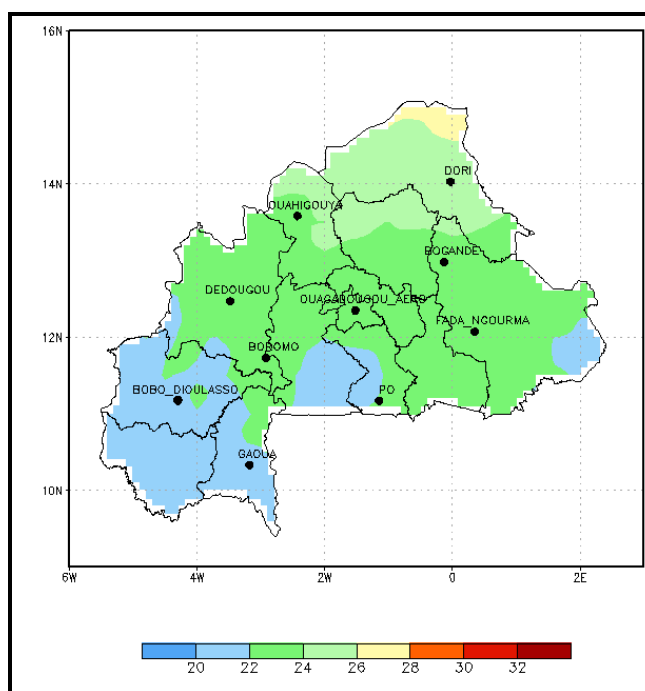 16N
14N
DORI
OUAHIGOUYA
BOGANDE
DEDOUGOU
OUAGADOUGOU_AERO
FADA_NGOURMA
12N
BOROMO
BOBO_DIOULASSO
PO
GAOUA
10N
6W 4W 2W 0 2E
20 22 24 26 28 30 32